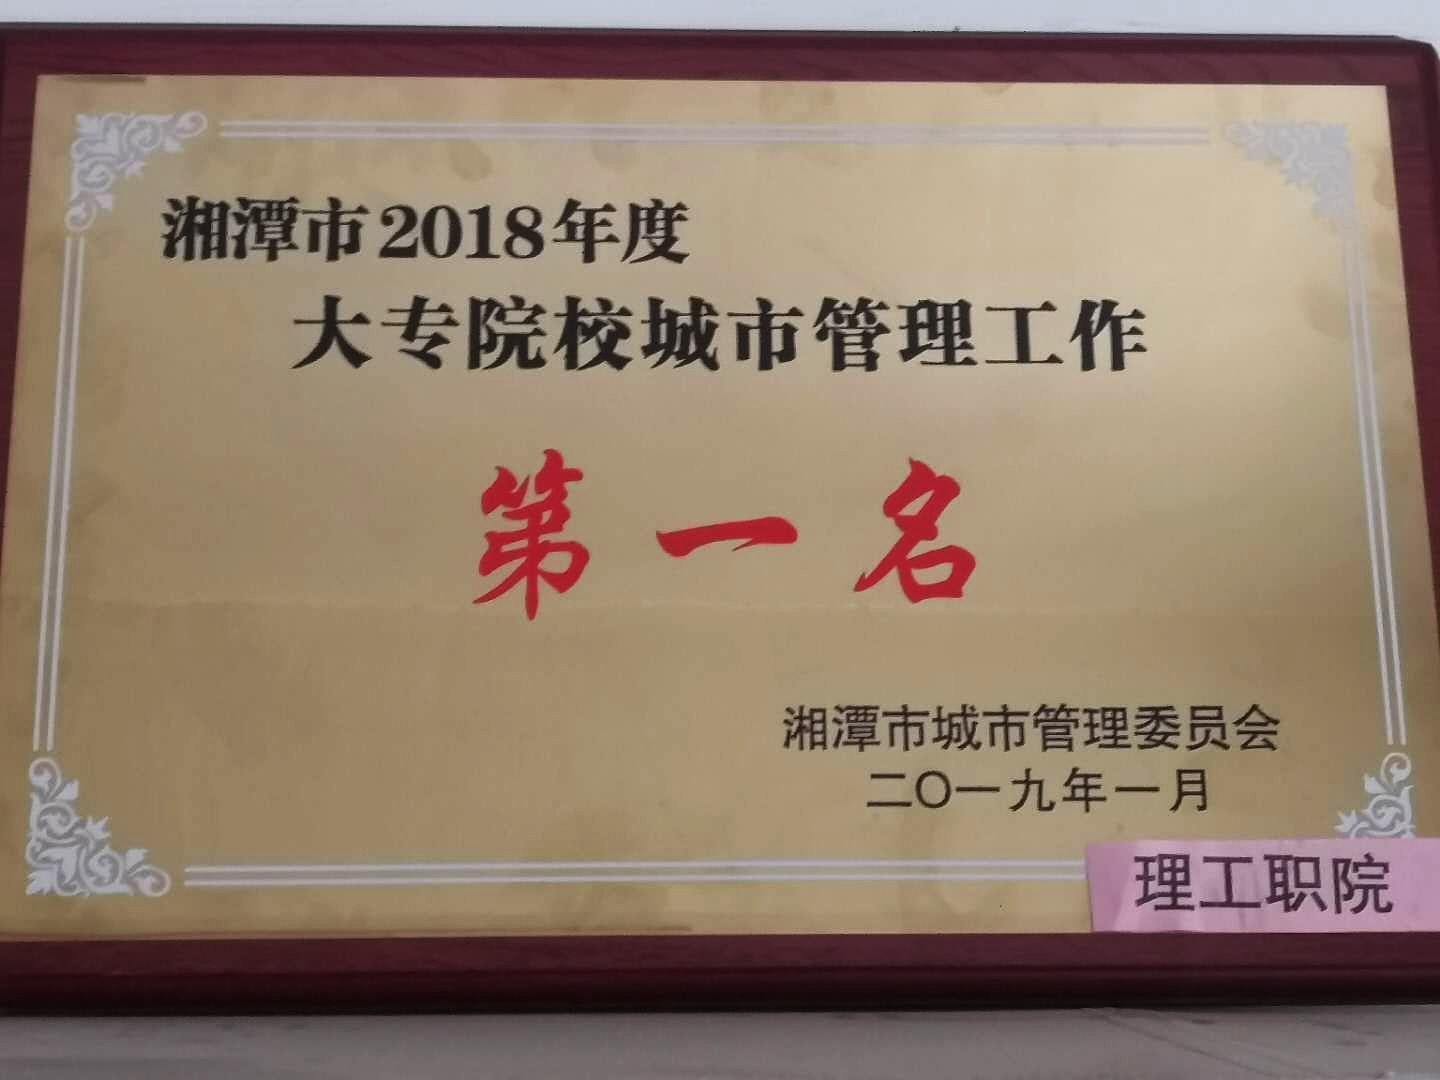 湘潭市2018年度
大专院校城市管理工作
第一名
湘潭市城市管理委员会
二〇一九年一月
理工职院